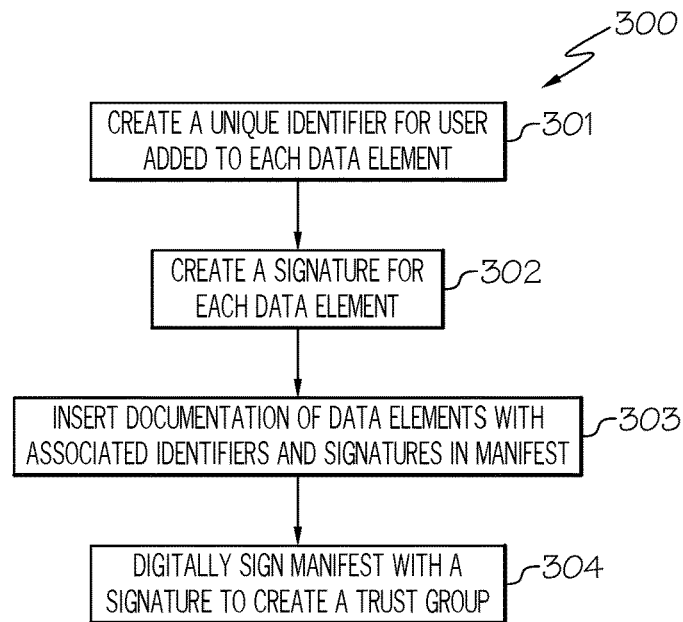 300
CREATE A UNIQUE IDENTIFIER FOR USER
ADDED TO EACH DATA ELEMENT
301
CREATE A SIGNATURE FOR
EACH DATA ELEMENT
302
INSERT DOCUMENTATION OF DATA ELEMENTS WITH
ASSOCIATED IDENTIFIERS AND SIGNATURES IN MANIFEST
303
DIGITALLY SIGN MANIFEST WITH A
SIGNATURE TO CREATE A TRUST GROUP
304